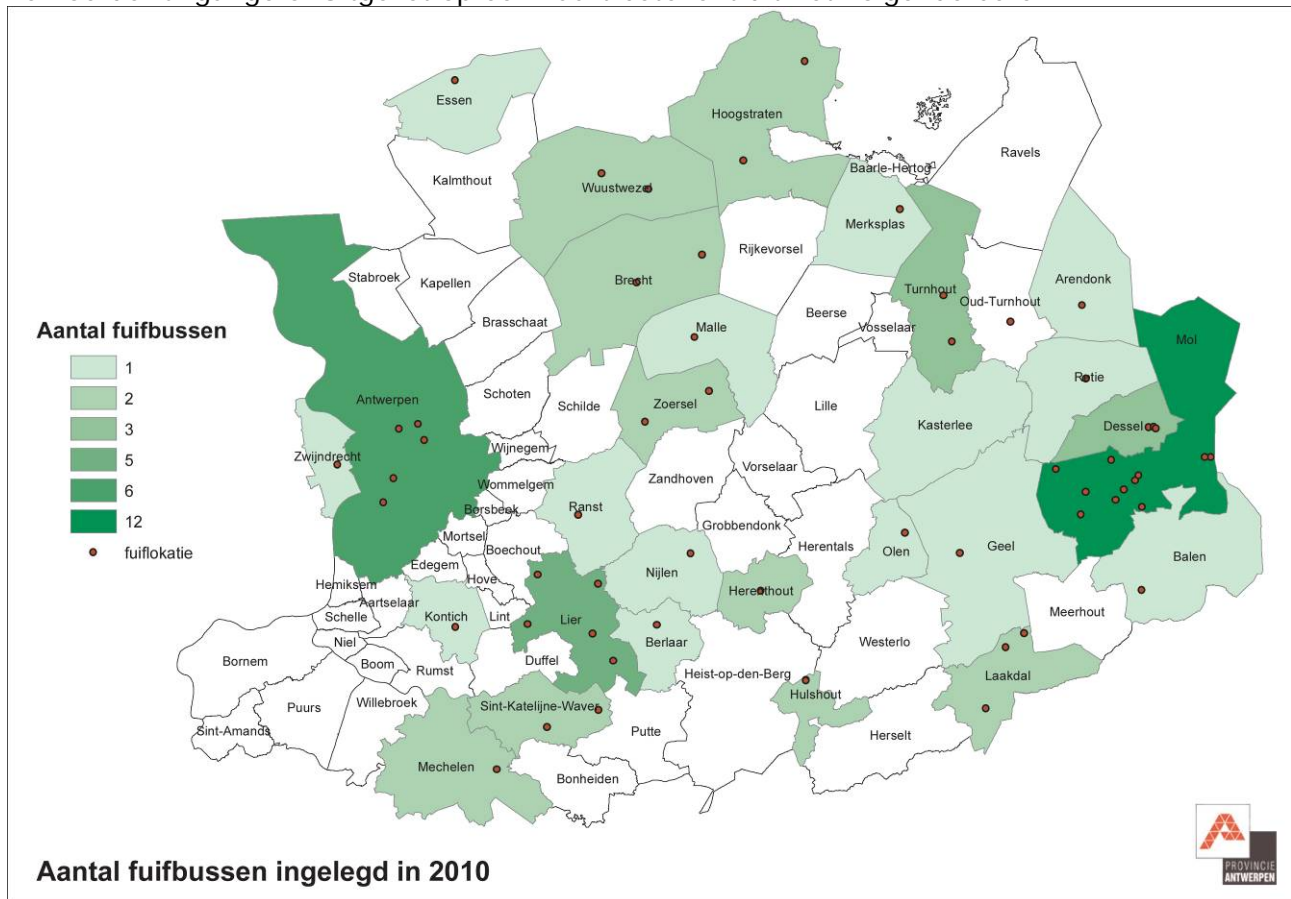 Essen
Hoogstraten
Ravels
Kalmthout
Baarle-Hertog
Wuustwezel
Merksplas
Rijkevorsel
Stabroek
Kapellen
Brecht
Arendonk
Turnhout
Oud-Turnhout
Beerse
Vosselaar
Brasschaat
Malle
Mol
Aantal fuifbussen
1
2
3
5
6
12
fuiflokatie
Retie
Schoten
Schilde
Zoersel
Lille
Antwerpen
Kasterlee
Dessel
Wijnegem
Zwijndrecht
Vorselaar
Zandhoven
Wommelgem
Ranst
Borsbeek
Grobbendonk
Mortsel
Boechout
Herentals
Olen
Geel
Balen
Edegem
Hove
Nijlen
Hemiksem
Herenthout
Aartselaar
Schelle
Kontich
Lint
Lier
Meerhout
Niel
Berlaar
Westerlo
Bornem
Boom
Rumst
Duffel
Heist-op-den-Berg
Laakdal
Hulshout
Puurs
Willebroek
Sint-Katelijne-Waver
Sint-Amands
Putte
Herselt
Mechelen
Bonheiden
Aantal fuifbussen ingelegd in 2010
PROVINCIE
ANTWERPEN